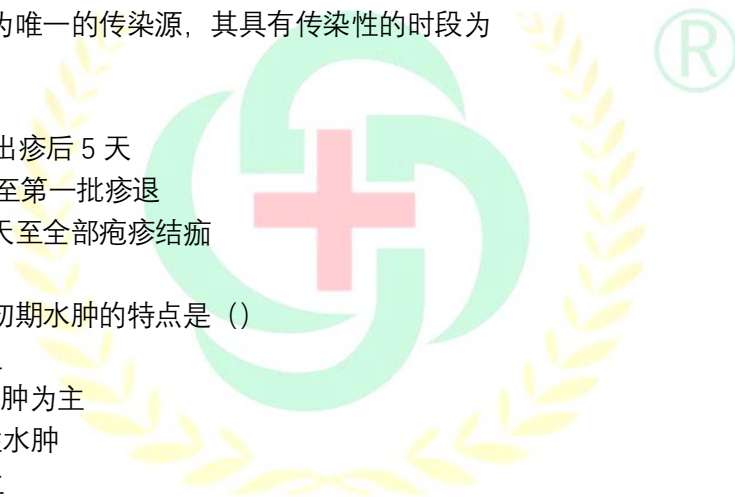 为唯一的传染源，其具有传染性的时段为
®
出疹后 5 天
至第一批疹退
天至全部疱疹结痂
初期水肿的特点是（）
肿为主
水肿